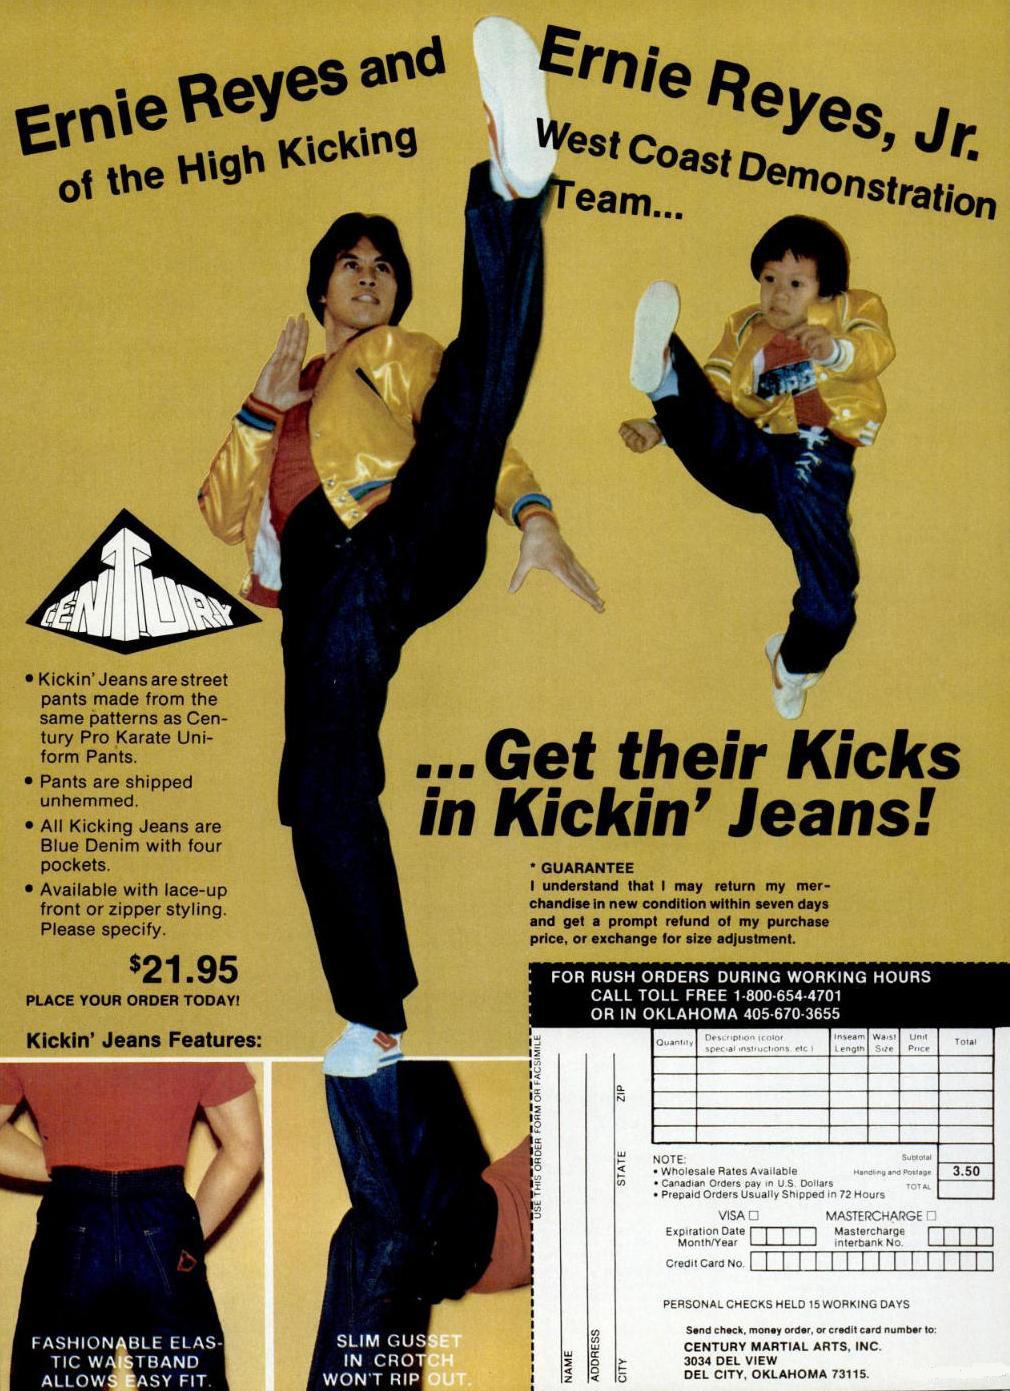 Ernie Reyes and Ernie Reyes, Jr.
of the High Kicking West Coast Demonstration
Team...
CENTURY
• Kickin' Jeans are street
pants made from the
same patterns as Cen-
tury Pro Karate Uni-
form Pants.
• Pants are shipped
unhemmed.
• All Kicking Jeans are
Blue Denim with four
pockets.
• Available with lace-up
front or zipper styling.
Please specify.
$21.95
PLACE YOUR ORDER TODAY!
Kickin' Jeans Features:
FASHIONABLE ELAS-
TIC WAISTBAND
ALLOWS EASY FIT.
SLIM GUSSET
IN CROTCH
WON'T RIP OUT.
...Get their Kicks
in Kickin' Jeans!
* GUARANTEE
I understand that I may return my mer-
chandise in new condition within seven days
and get a prompt refund of my purchase
price, or exchange for size adjustment.
FOR RUSH ORDERS DURING WORKING HOURS
CALL TOLL FREE 1-800-654-4701
OR IN OKLAHOMA 405-670-3655
USE THIS ORDER FORM OR FACSIMILE
NAME
ADDRESS
CITY STATE ZIP
Quantity Description (color, special instructions, etc.) Inseam Length Waist Size Unit Price Total
NOTE:
• Wholesale Rates Available
• Canadian Orders pay in U.S. Dollars
• Prepaid Orders Usually Shipped in 72 Hours
Subtotal
Handling and Postage 3.50
TOTAL
VISA □ MASTERCHARGE □
Expiration Date
Month/Year
Mastercharge
interbank No.
Credit Card No.
PERSONAL CHECKS HELD 15 WORKING DAYS
Send check, money order, or credit card number to:
CENTURY MARTIAL ARTS, INC.
3034 DEL VIEW
DEL CITY, OKLAHOMA 73115.